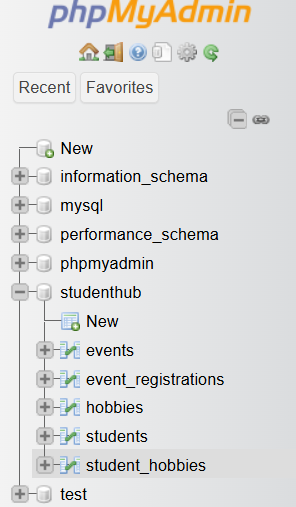 phpMyAdmin
Recent Favorites
New
information_schema
mysql
performance_schema
phpmyadmin
studenthub
New
events
event_registrations
hobbies
students
student_hobbies
test